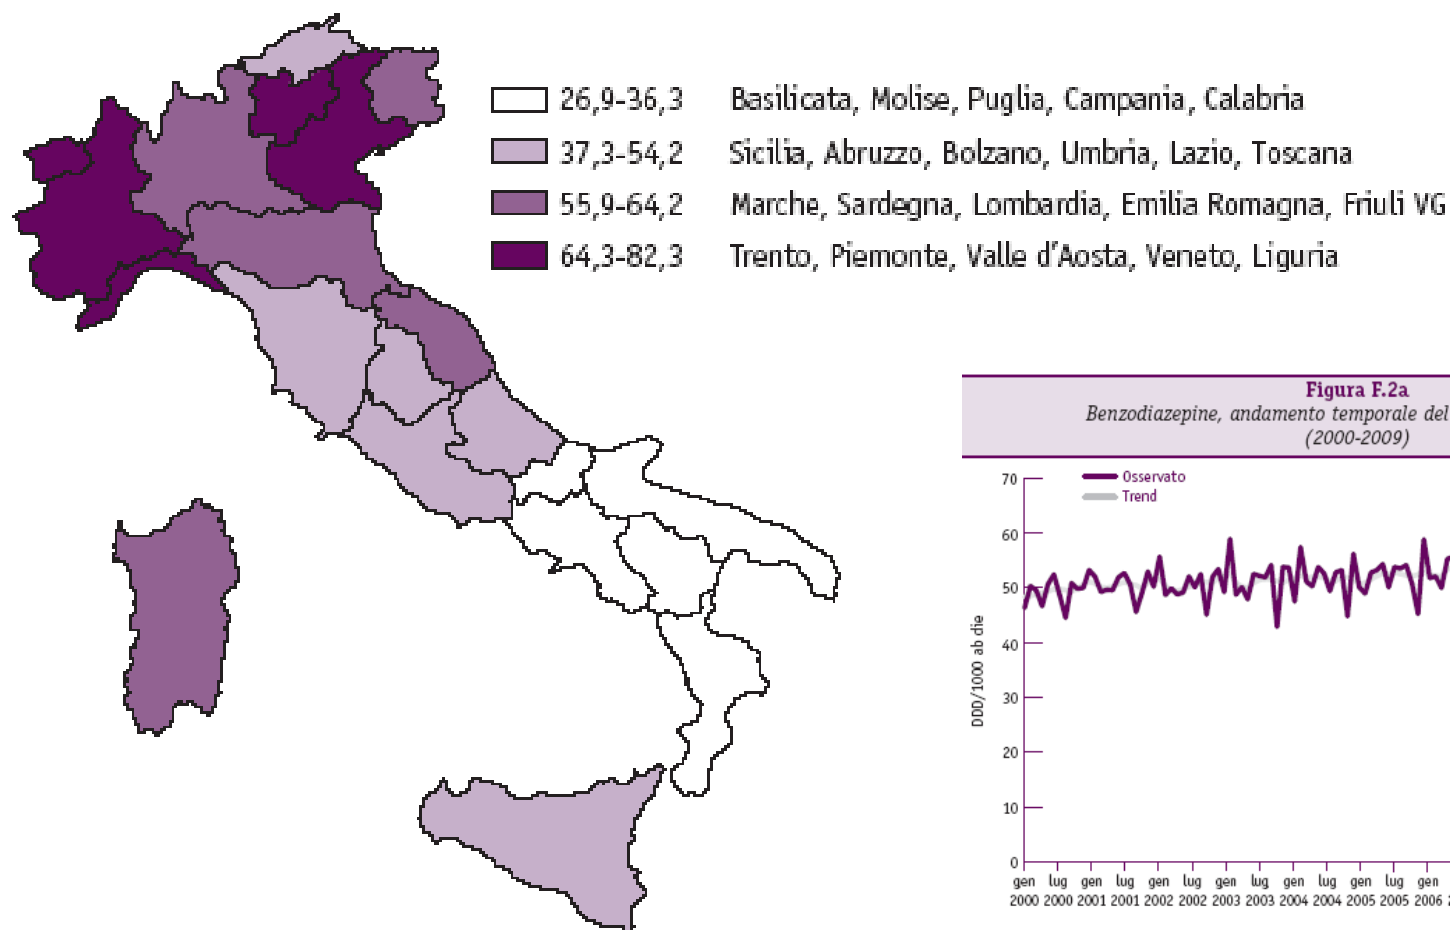 26,9-36,3 Basilicata, Molise, Puglia, Campania, Calabria
37,3-54,2 Sicilia, Abruzzo, Bolzano, Umbria, Lazio, Toscana
55,9-64,2 Marche, Sardegna, Lombardia, Emilia Romagna, Friuli VG
64,3-82,3 Trento, Piemonte, Valle d'Aosta, Veneto, Liguria
Figura F.2a
Benzodiazepine, andamento temporale del
(2000-2009)
Osservato
Trend
DDD/1000 ab die
70
60
50
40
30
20
10
0
gen lug gen lug gen lug gen lug gen lug gen lug gen
2000 2000 2001 2001 2002 2002 2003 2003 2004 2004 2005 2005 2006